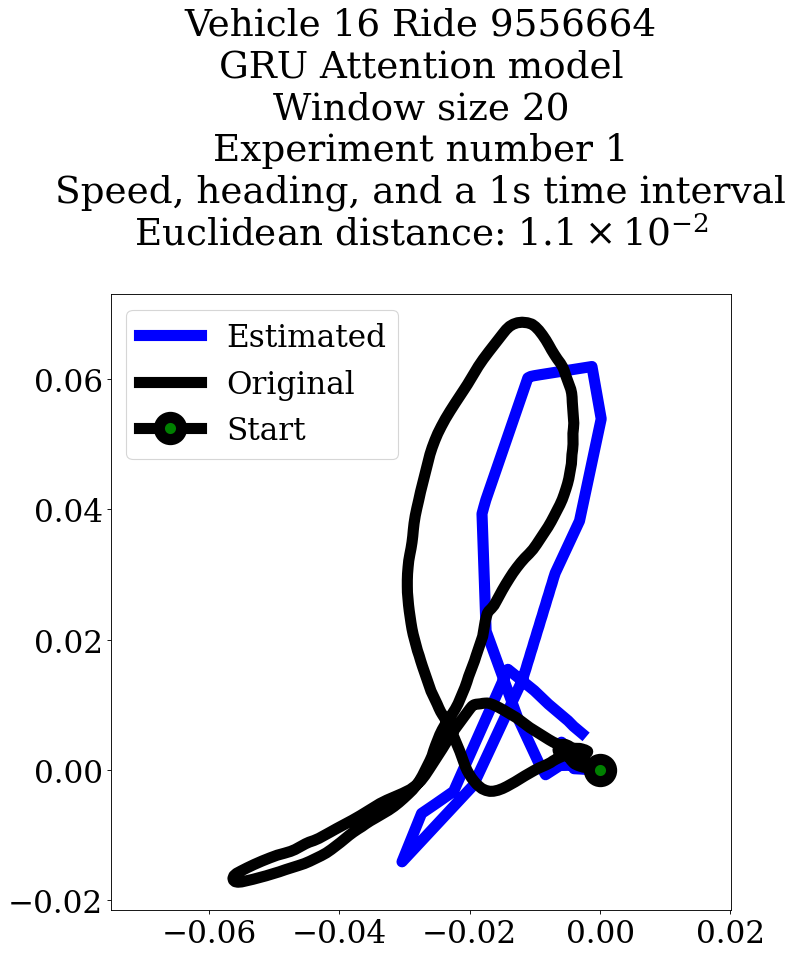 Vehicle 16 Ride 9556664
GRU Attention model
Window size 20
Experiment number 1
Speed, heading, and a 1s time interval
Euclidean distance: 1.1 × 10⁻²
Estimated
Original
Start
0.06
0.04
0.02
0.00
−0.02
−0.06 −0.04 −0.02 0.00 0.02